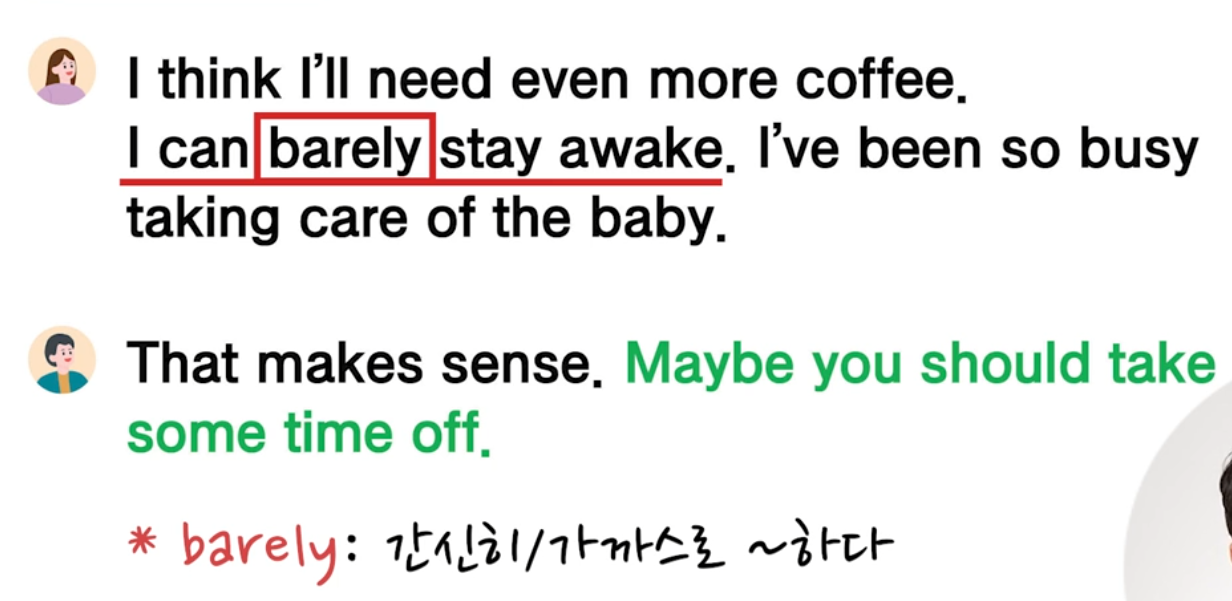 I think I'll need even more coffee.
I can barely stay awake. I've been so busy
taking care of the baby.
That makes sense. Maybe you should take
some time off.
* barely: 간신히/가까스로 ~하다